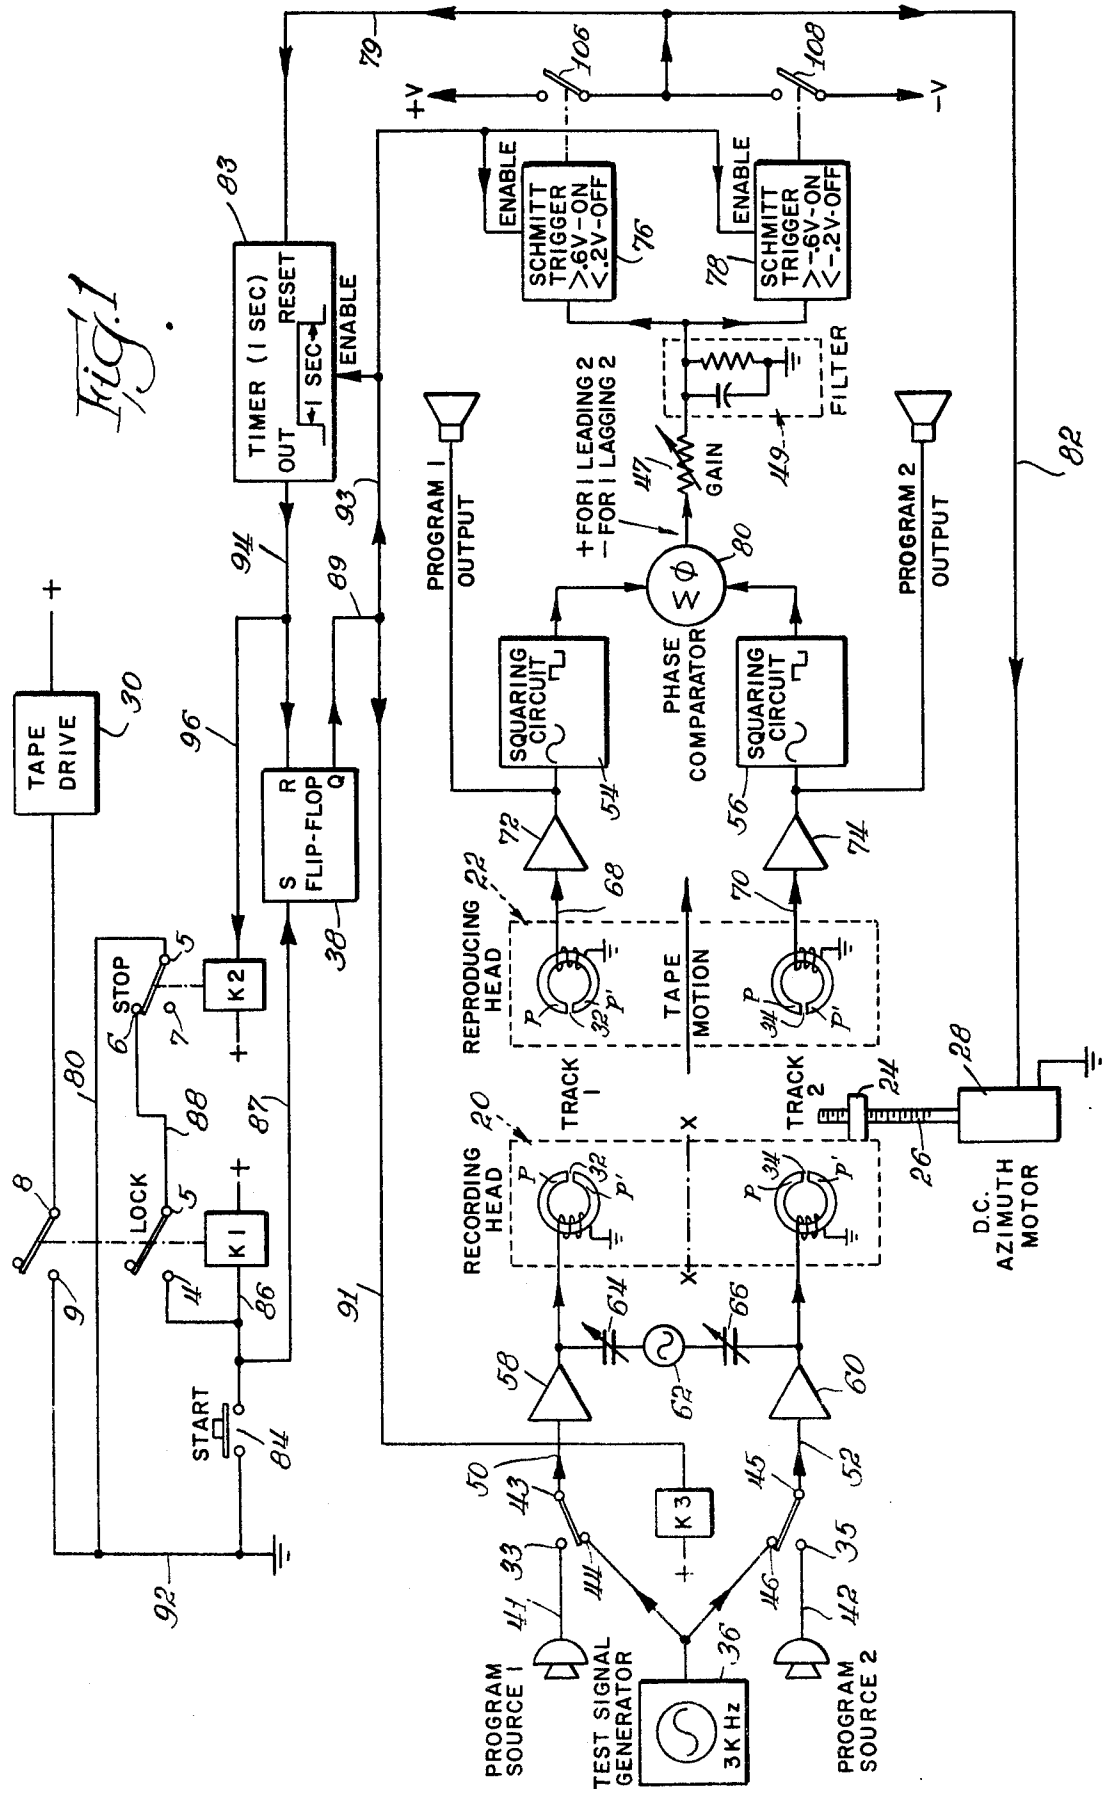 Fig. 1
TAPE
DRIVE
+
30
8
9
80
92
START
84
86
LOCK
4
5
K1
+
88
87
STOP
6
5
7
K2
+
96
S
R
FLIP-FLOP
Q
38
89
94
93
91
TIMER (1 SEC)
OUT
RESET
1 SEC
ENABLE
83
79
PROGRAM 1
OUTPUT
PROGRAM
SOURCE 1
41
33
43
44
50
K3
+
TEST SIGNAL
GENERATOR
3K Hz
36
PROGRAM
SOURCE 2
42
35
45
46
52
58
60
62
64
66
RECORDING
HEAD
20
P
32
P'
P
34
P'
X
X
TRACK
1
TRACK
2
TAPE
MOTION
REPRODUCING
HEAD
22
P
32'
P'
P
34
P'
24
26
28
D.C.
AZIMUTH
MOTOR
68
70
72
74
SQUARING
CIRCUIT
54
SQUARING
CIRCUIT
56
PHASE
COMPARATOR
Σ Φ
80
+FOR 1 LEADING 2
-FOR 1 LAGGING 2
47
GAIN
49
FILTER
SCHMITT
TRIGGER
>.6V-ON
<.2V-OFF
76
ENABLE
SCHMITT
TRIGGER
>-.6V-ON
<-.2V-OFF
78
ENABLE
+V
106
108
-V
PROGRAM 2
OUTPUT
82